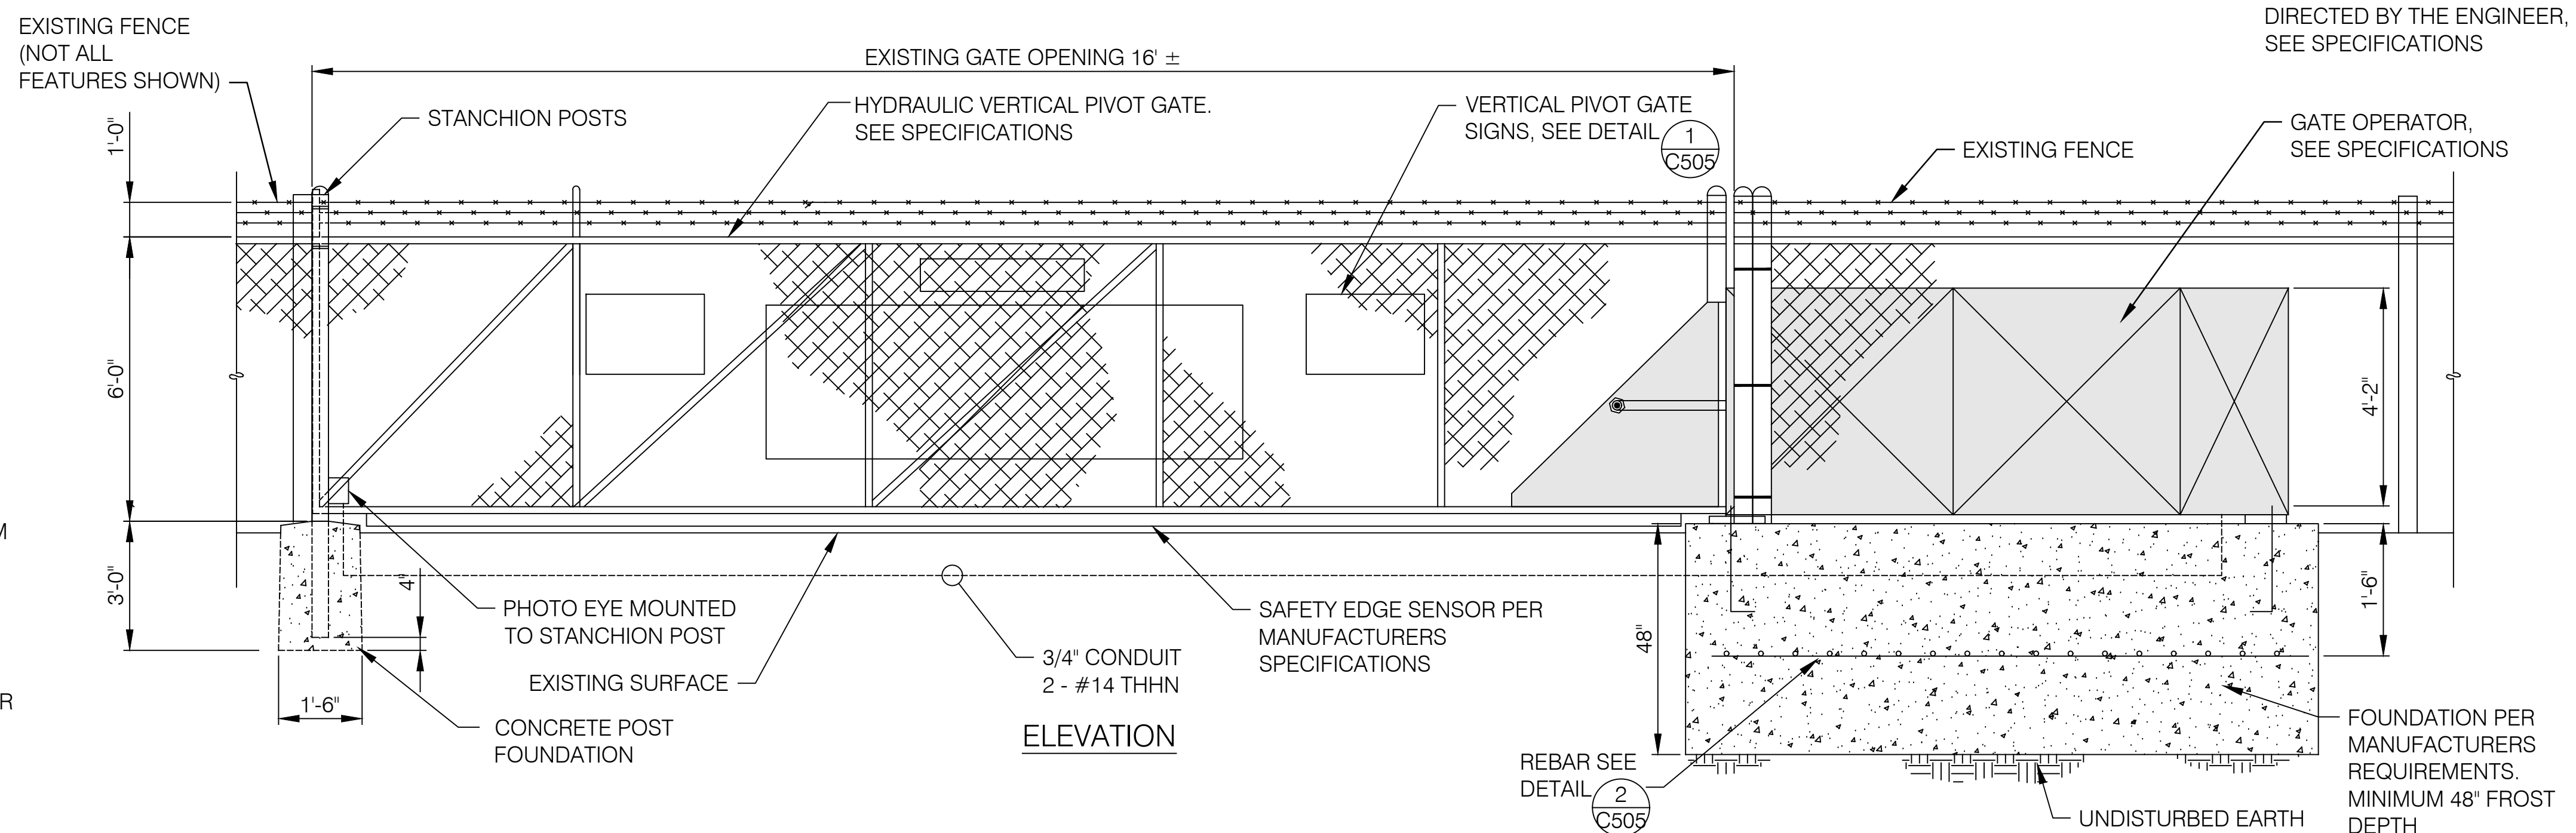 EXISTING FENCE
(NOT ALL
FEATURES SHOWN)
EXISTING GATE OPENING 16' ±
DIRECTED BY THE ENGINEER,
SEE SPECIFICATIONS
STANCHION POSTS
HYDRAULIC VERTICAL PIVOT GATE.
SEE SPECIFICATIONS
VERTICAL PIVOT GATE
SIGNS, SEE DETAIL
1
C505
EXISTING FENCE
GATE OPERATOR,
SEE SPECIFICATIONS
1'-0"
6'-0"
3'-0"
4"
1'-6"
4'-2"
1'-6"
48"
M
R
PHOTO EYE MOUNTED
TO STANCHION POST
EXISTING SURFACE
CONCRETE POST
FOUNDATION
3/4" CONDUIT
2 - #14 THHN
ELEVATION
SAFETY EDGE SENSOR PER
MANUFACTURERS
SPECIFICATIONS
REBAR SEE
DETAIL
2
C505
FOUNDATION PER
MANUFACTURERS
REQUIREMENTS.
MINIMUM 48" FROST
DEPTH
UNDISTURBED EARTH